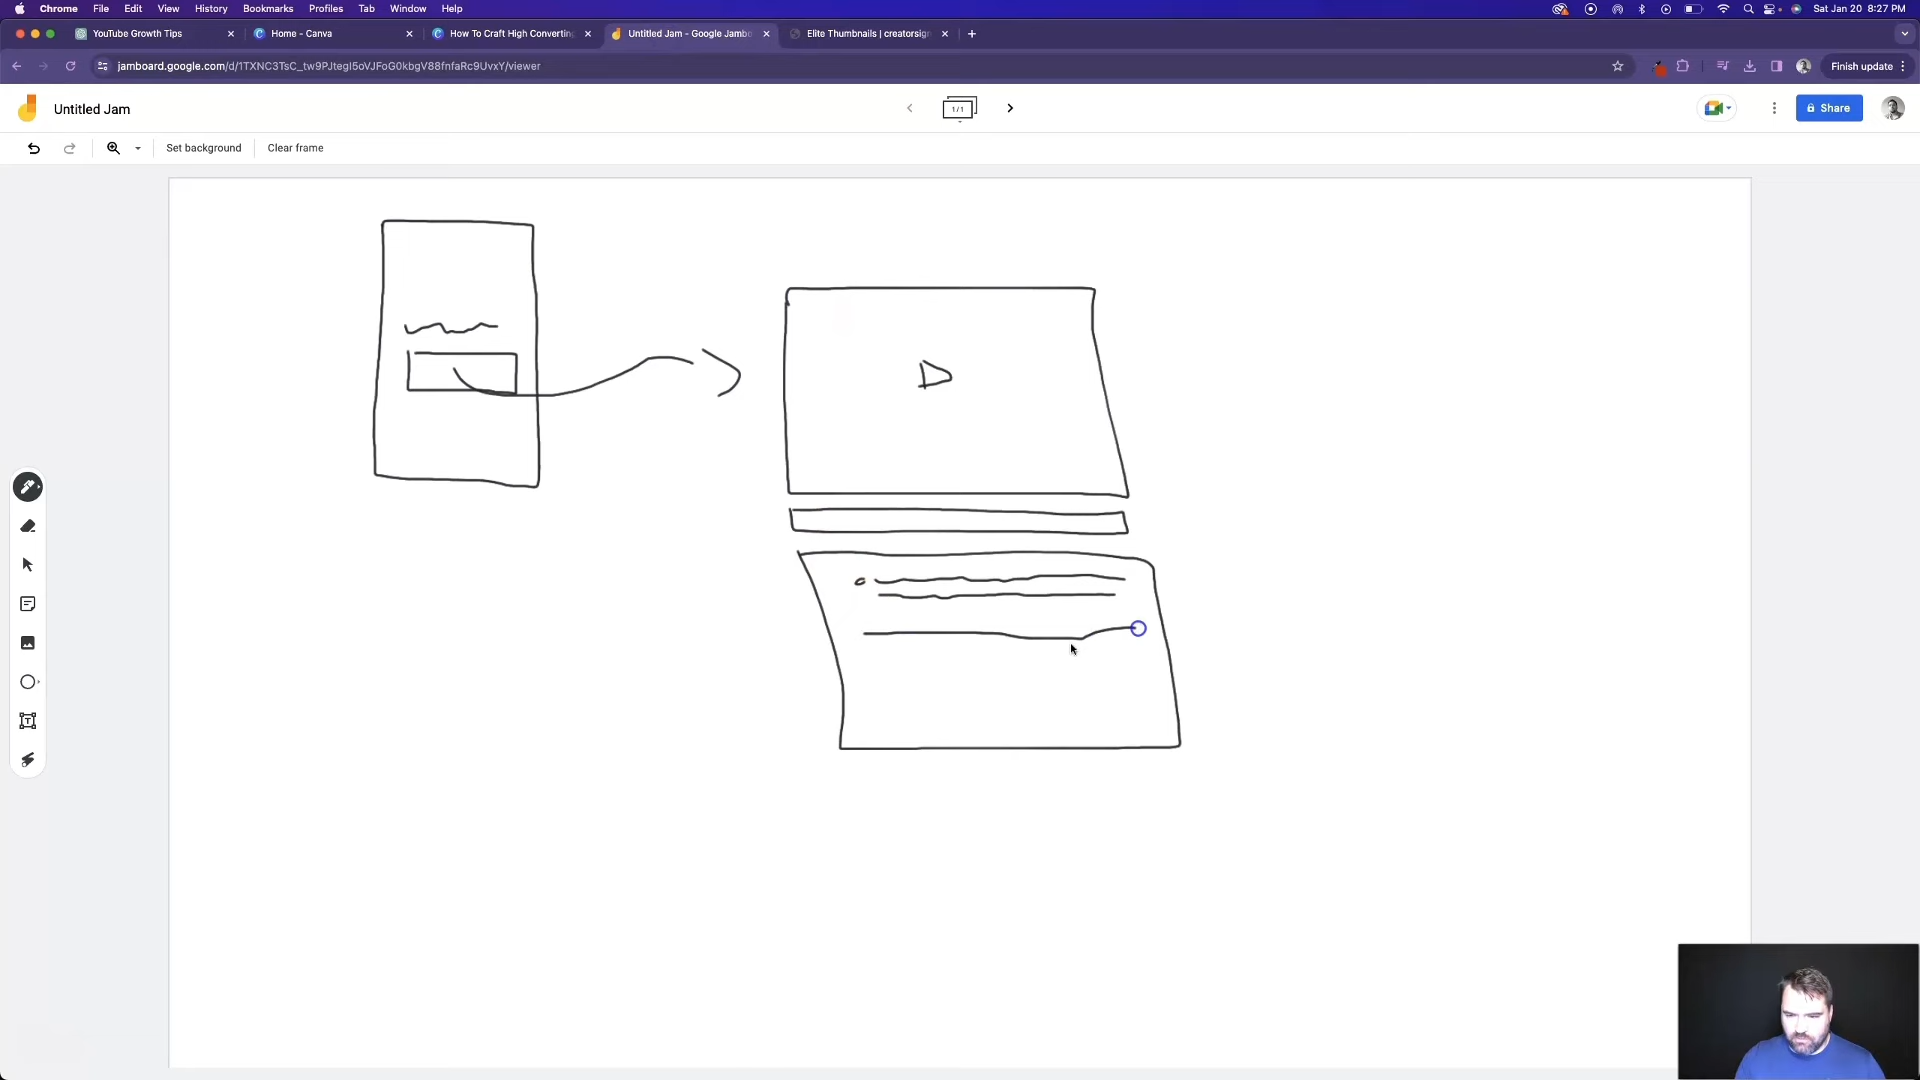 Chrome File Edit View History Bookmarks Profiles Tab Window Help Sat Jan 20 8:27 PM
YouTube Growth Tips Home - Canva How To Craft High Convertin Untitled Jam - Google Jambo Elite Thumbnails | creatorsign
jamboard.google.com/d/1TXNC3TsC_tw9PJtegI5oVJFoG0kbgV88fnfaRc9UvxY/viewer Finish update
Untitled Jam 1/1 Share
Set background Clear frame